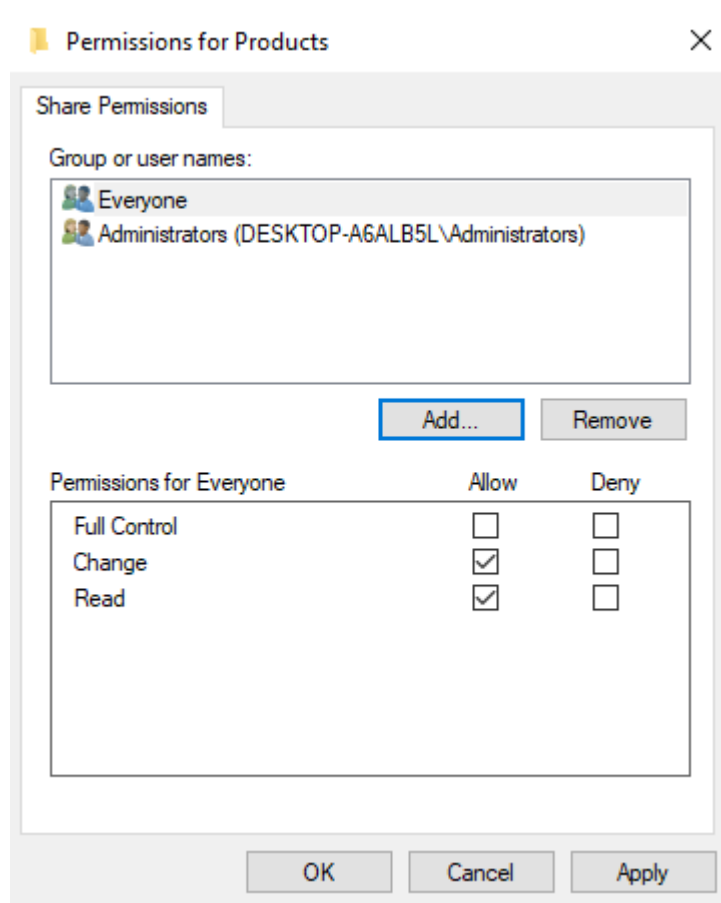 Permissions for Products
Share Permissions
Group or user names:
Everyone
Administrators (DESKTOP-A6ALB5L\Administrators)
Add... Remove
Permissions for Everyone Allow Deny
Full Control
Change
Read
OK Cancel Apply